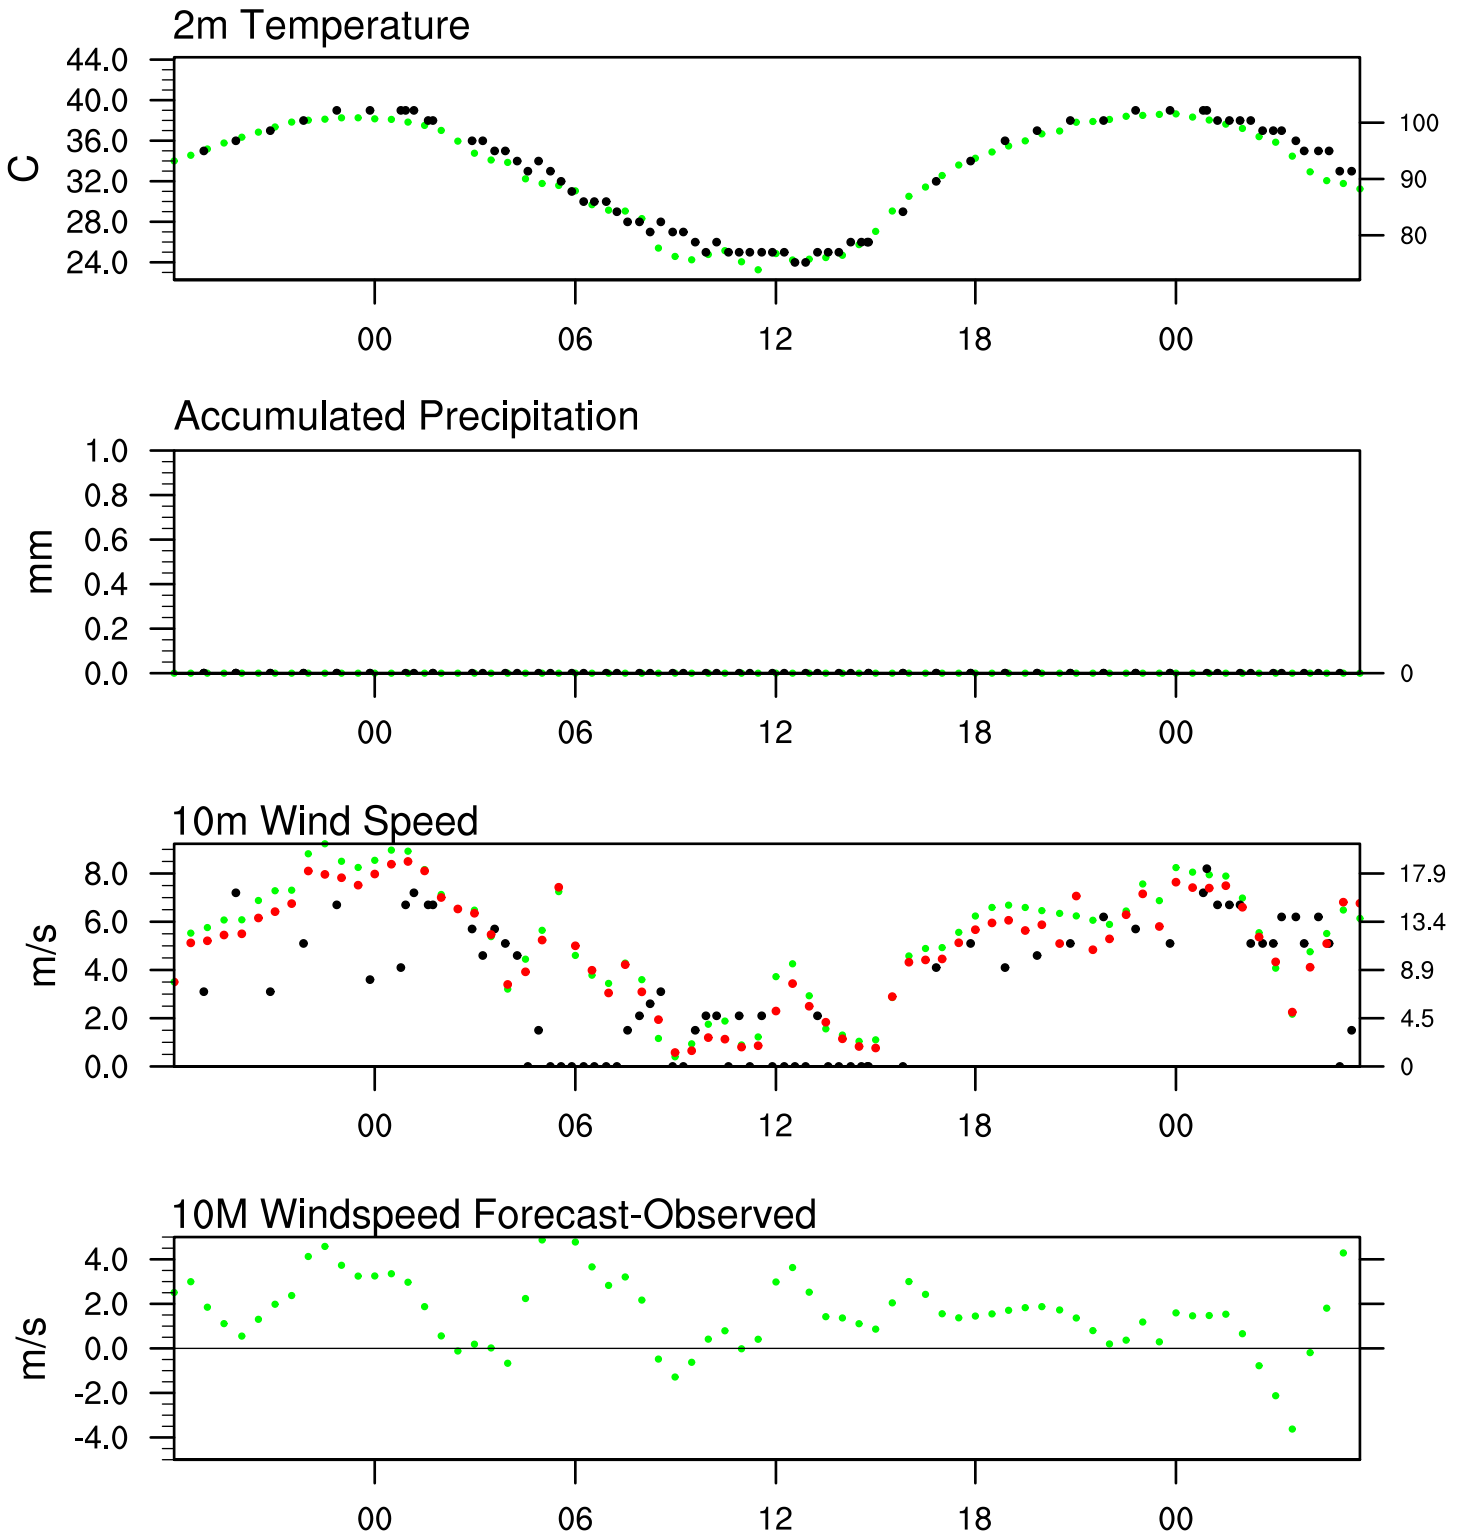 2m Temperature
44.0
40.0
36.0
32.0
28.0
24.0
C
100
90
80
00 06 12 18 00
Accumulated Precipitation
1.0
0.8
0.6
0.4
0.2
0.0
mm
0
00 06 12 18 00
10m Wind Speed
8.0
6.0
4.0
2.0
0.0
m/s
17.9
13.4
8.9
4.5
0
00 06 12 18 00
10M Windspeed Forecast-Observed
4.0
2.0
0.0
-2.0
-4.0
m/s
00 06 12 18 00